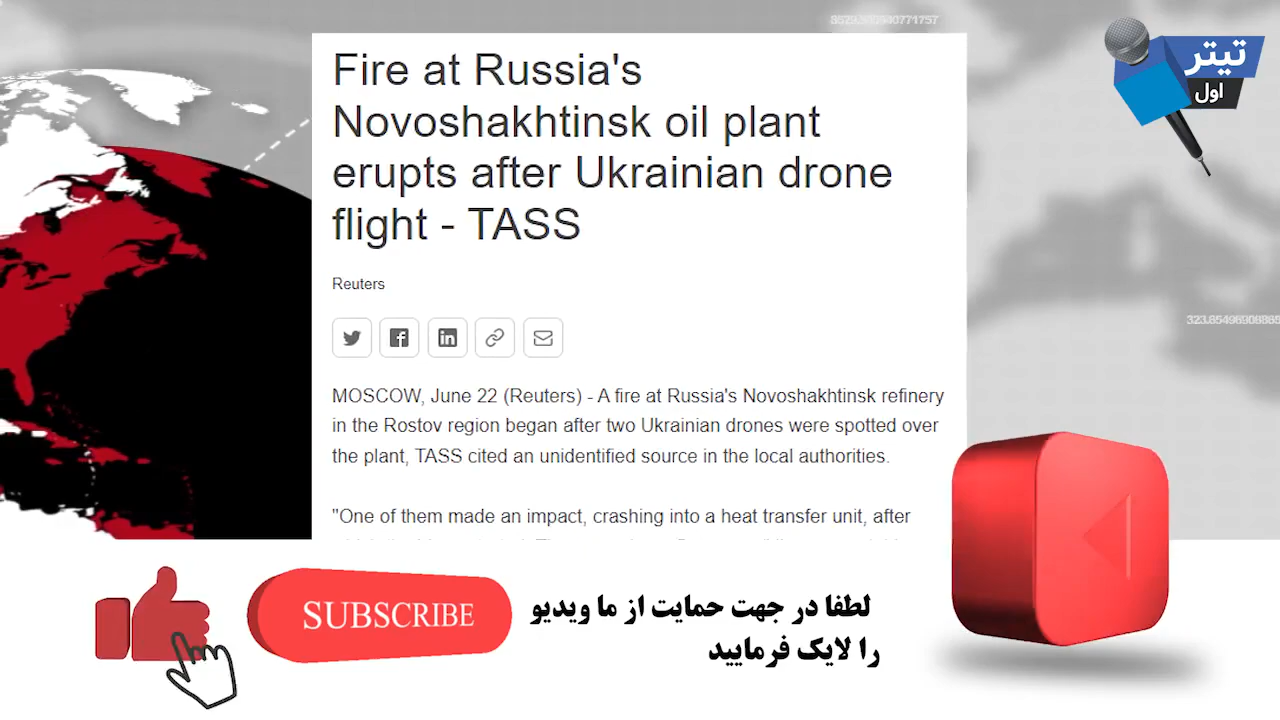 8629.940940771757
تیتر
اول
Fire at Russia's
Novoshakhtinsk oil plant
erupts after Ukrainian drone
flight - TASS
Reuters
MOSCOW, June 22 (Reuters) - A fire at Russia's Novoshakhtinsk refinery
in the Rostov region began after two Ukrainian drones were spotted over
the plant, TASS cited an unidentified source in the local authorities.
"One of them made an impact, crashing into a heat transfer unit, after
SUBSCRIBE
لطفا در جهت حمایت از ما ویدیو
را لایک فرمایید